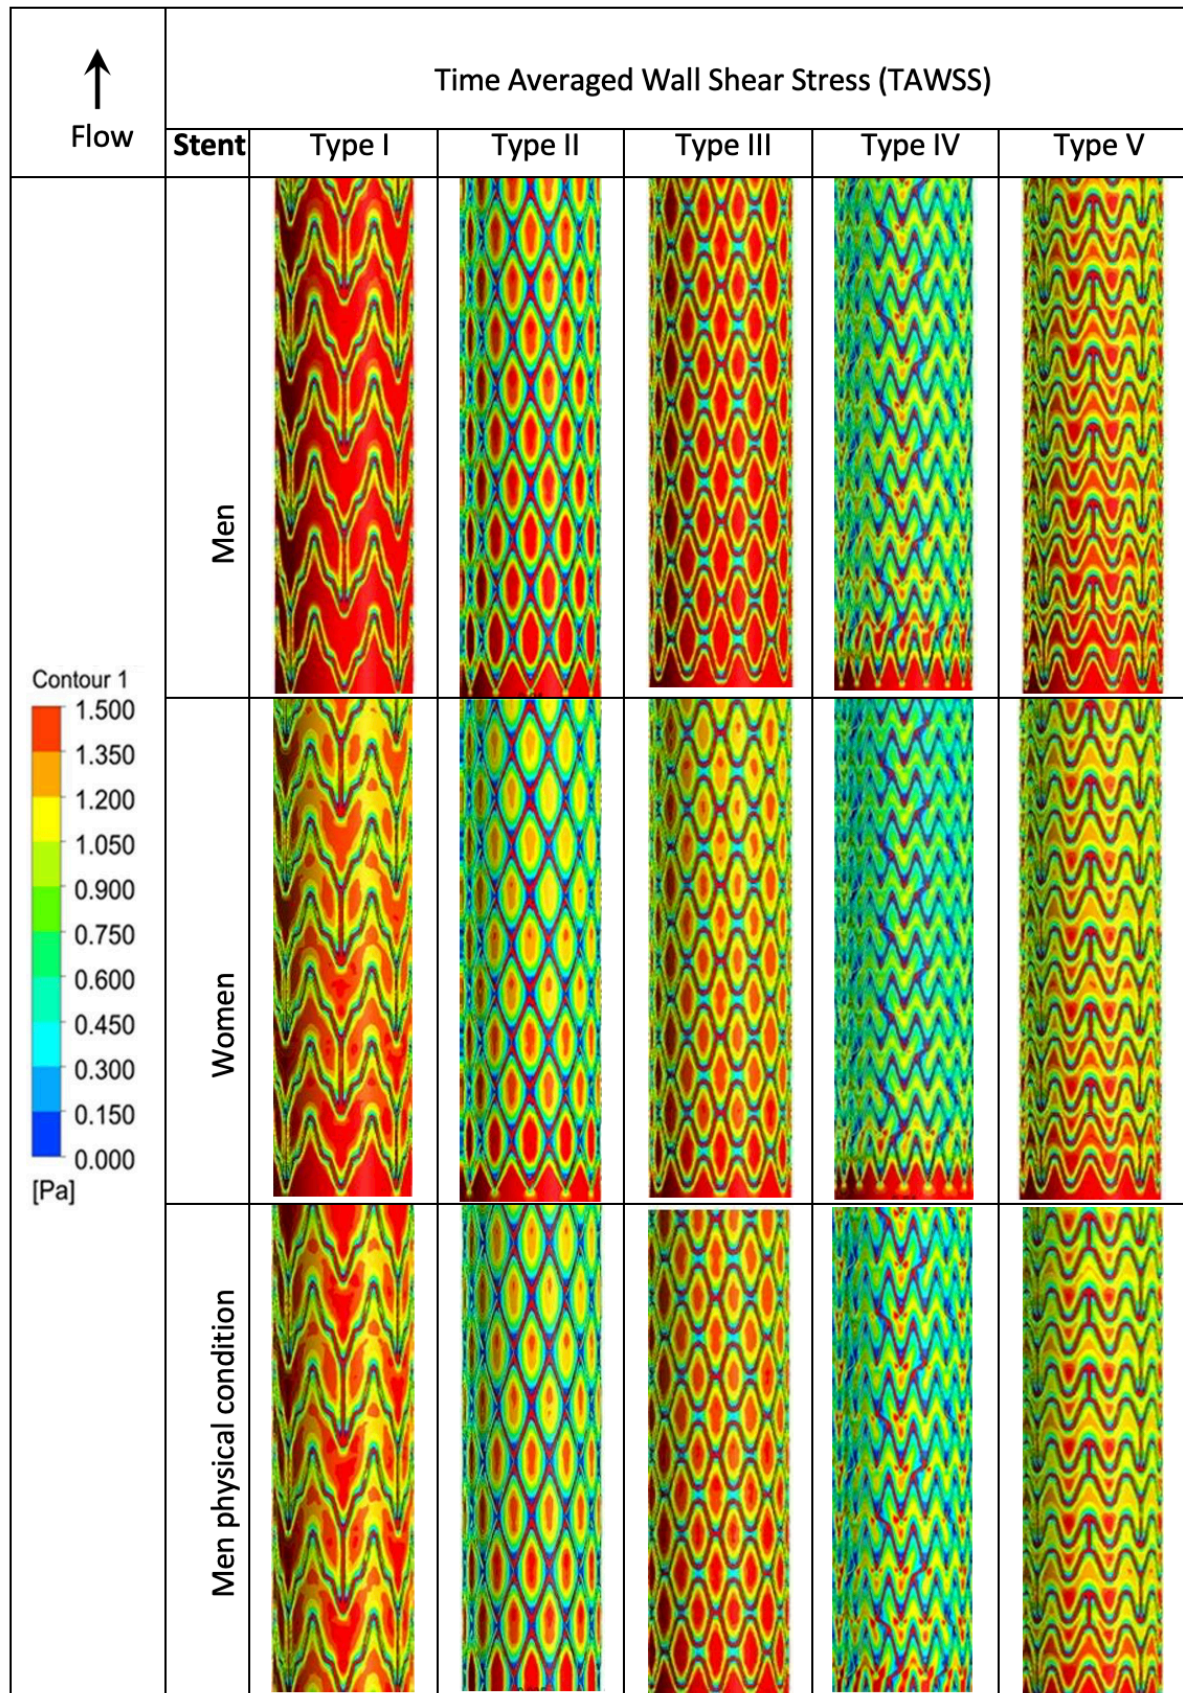 Flow
Time Averaged Wall Shear Stress (TAWSS)
Stent
Type I
Type II
Type III
Type IV
Type V
Men
Women
Men physical condition
Contour 1
1.500
1.350
1.200
1.050
0.900
0.750
0.600
0.450
0.300
0.150
0.000
[Pa]